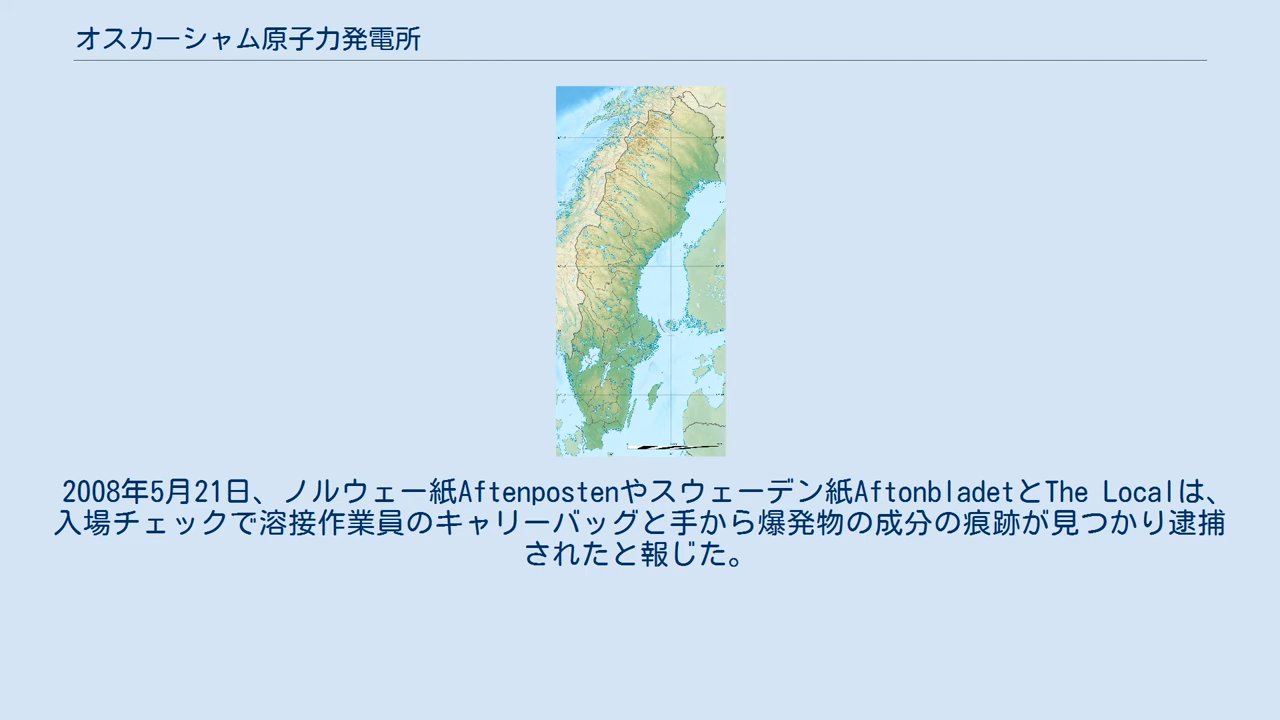 オスカーシャム原子力発電所
2008年5月21日、ノルウェー紙Aftenpostenやスウェーデン紙AftonbladetとThe Localは、
入場チェックで溶接作業員のキャリーバッグと手から爆発物の成分の痕跡が見つかり逮捕
されたと報じた。